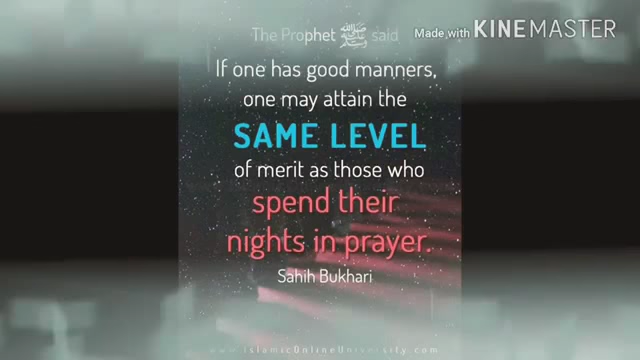 The Prophet ﷺ said
Made with KINEMASTER
If one has good manners,
one may attain the
SAME LEVEL
of merit as those who
spend their
nights in prayer.
Sahih Bukhari
www.islamicOnlineUniversity.com